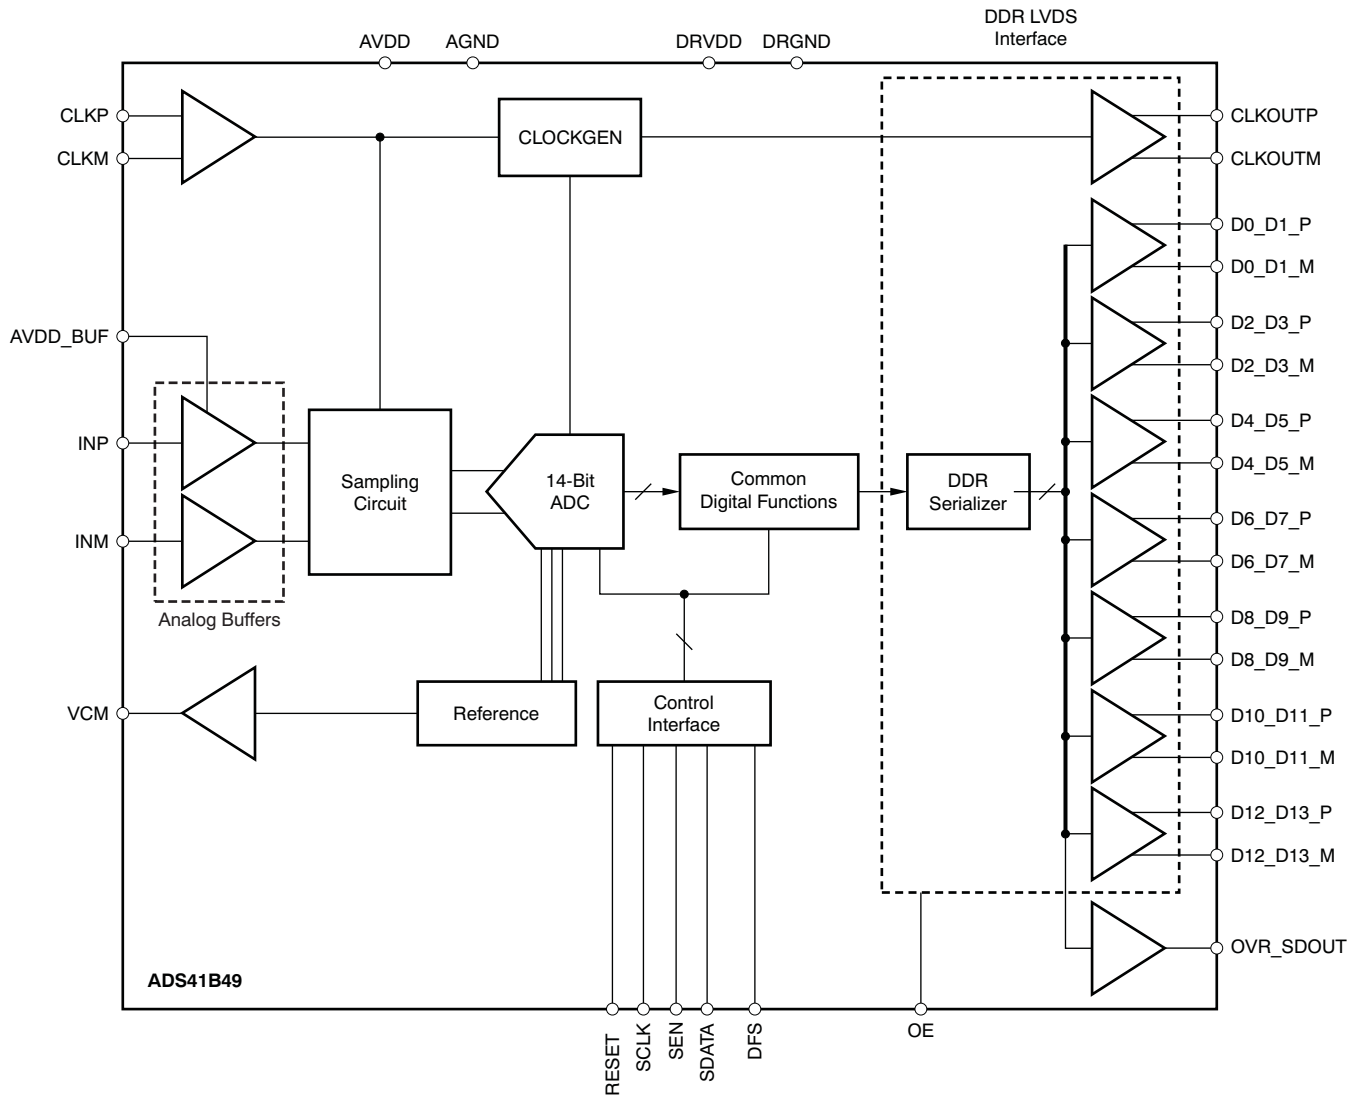 DDR LVDS
Interface
AVDD
AGND
DRVDD
DRGND
CLKP
CLKM
CLOCKGEN
CLKOUTP
CLKOUTM
D0_D1_P
D0_D1_M
AVDD_BUF
D2_D3_P
D2_D3_M
INP
INM
Analog Buffers
Sampling
Circuit
14-Bit
ADC
Common
Digital Functions
DDR
Serializer
D4_D5_P
D4_D5_M
D6_D7_P
D6_D7_M
D8_D9_P
D8_D9_M
VCM
Reference
Control
Interface
D10_D11_P
D10_D11_M
D12_D13_P
D12_D13_M
OVR_SDOUT
ADS41B49
RESET
SCLK
SEN
SDATA
DFS
OE